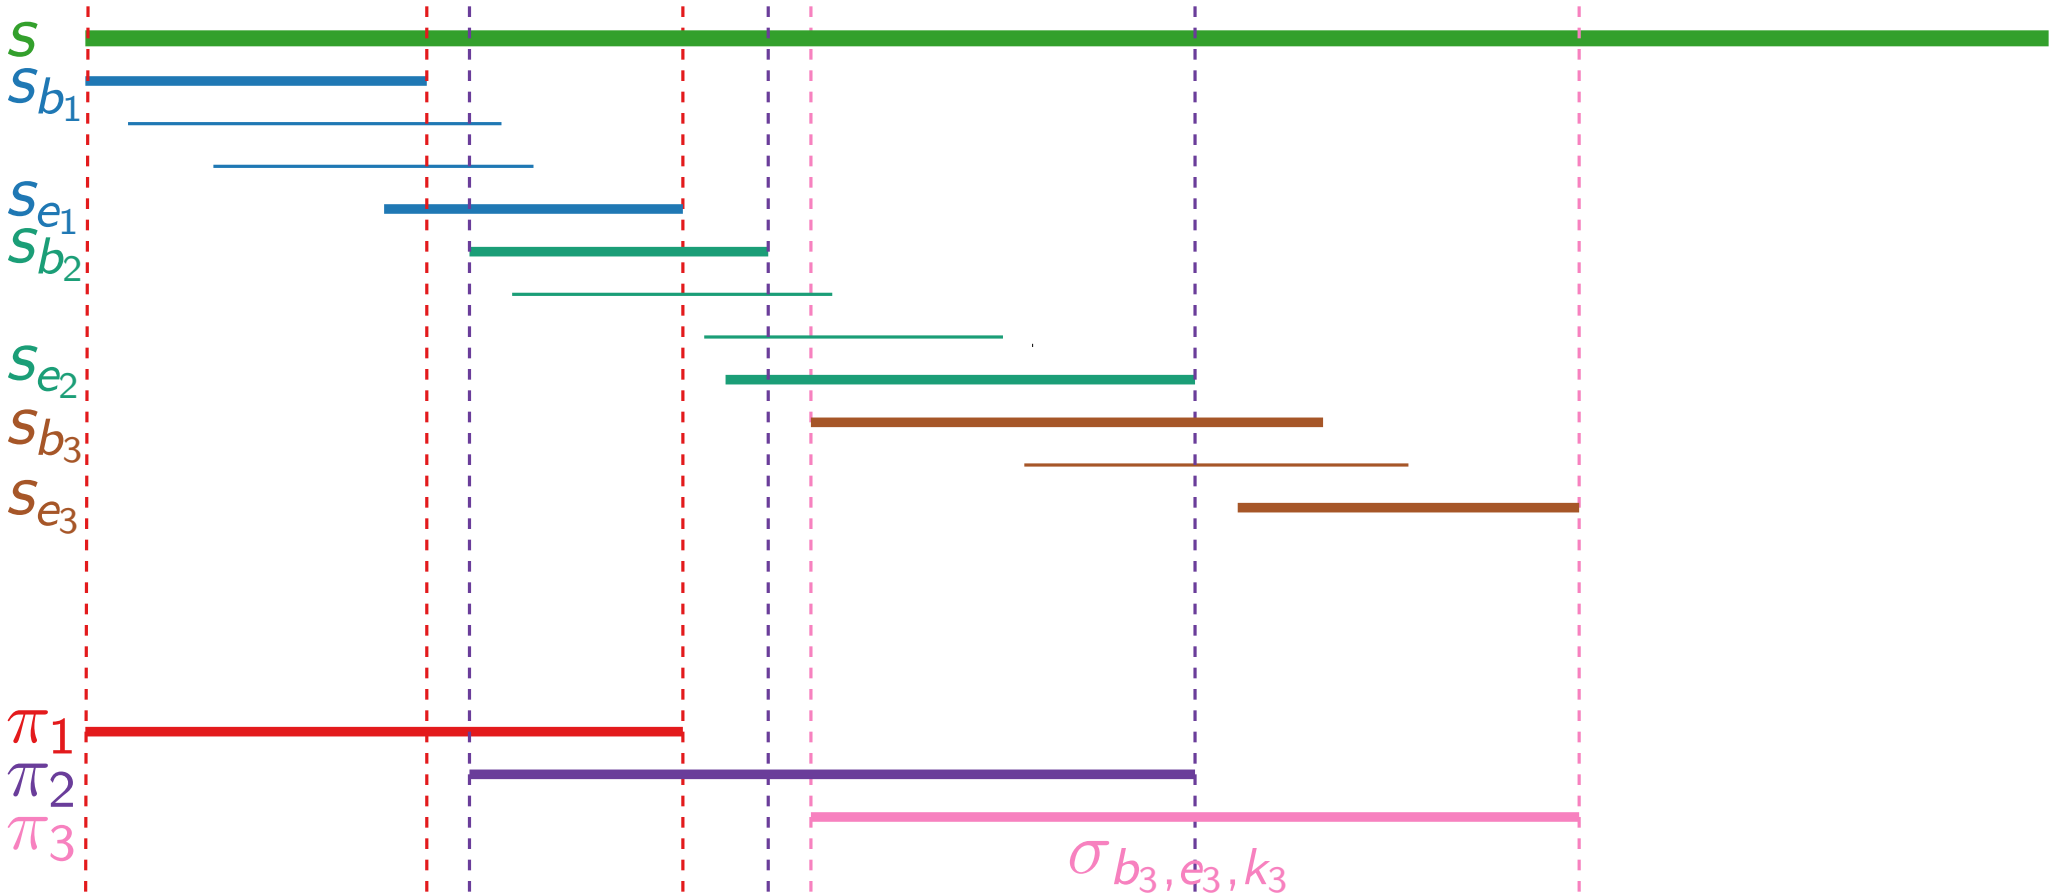 s
s_{b_1}
s_{e_1}
s_{b_2}
s_{e_2}
s_{b_3}
s_{e_3}
π_1
π_2
π_3
σ_{b_3,e_3,k_3}